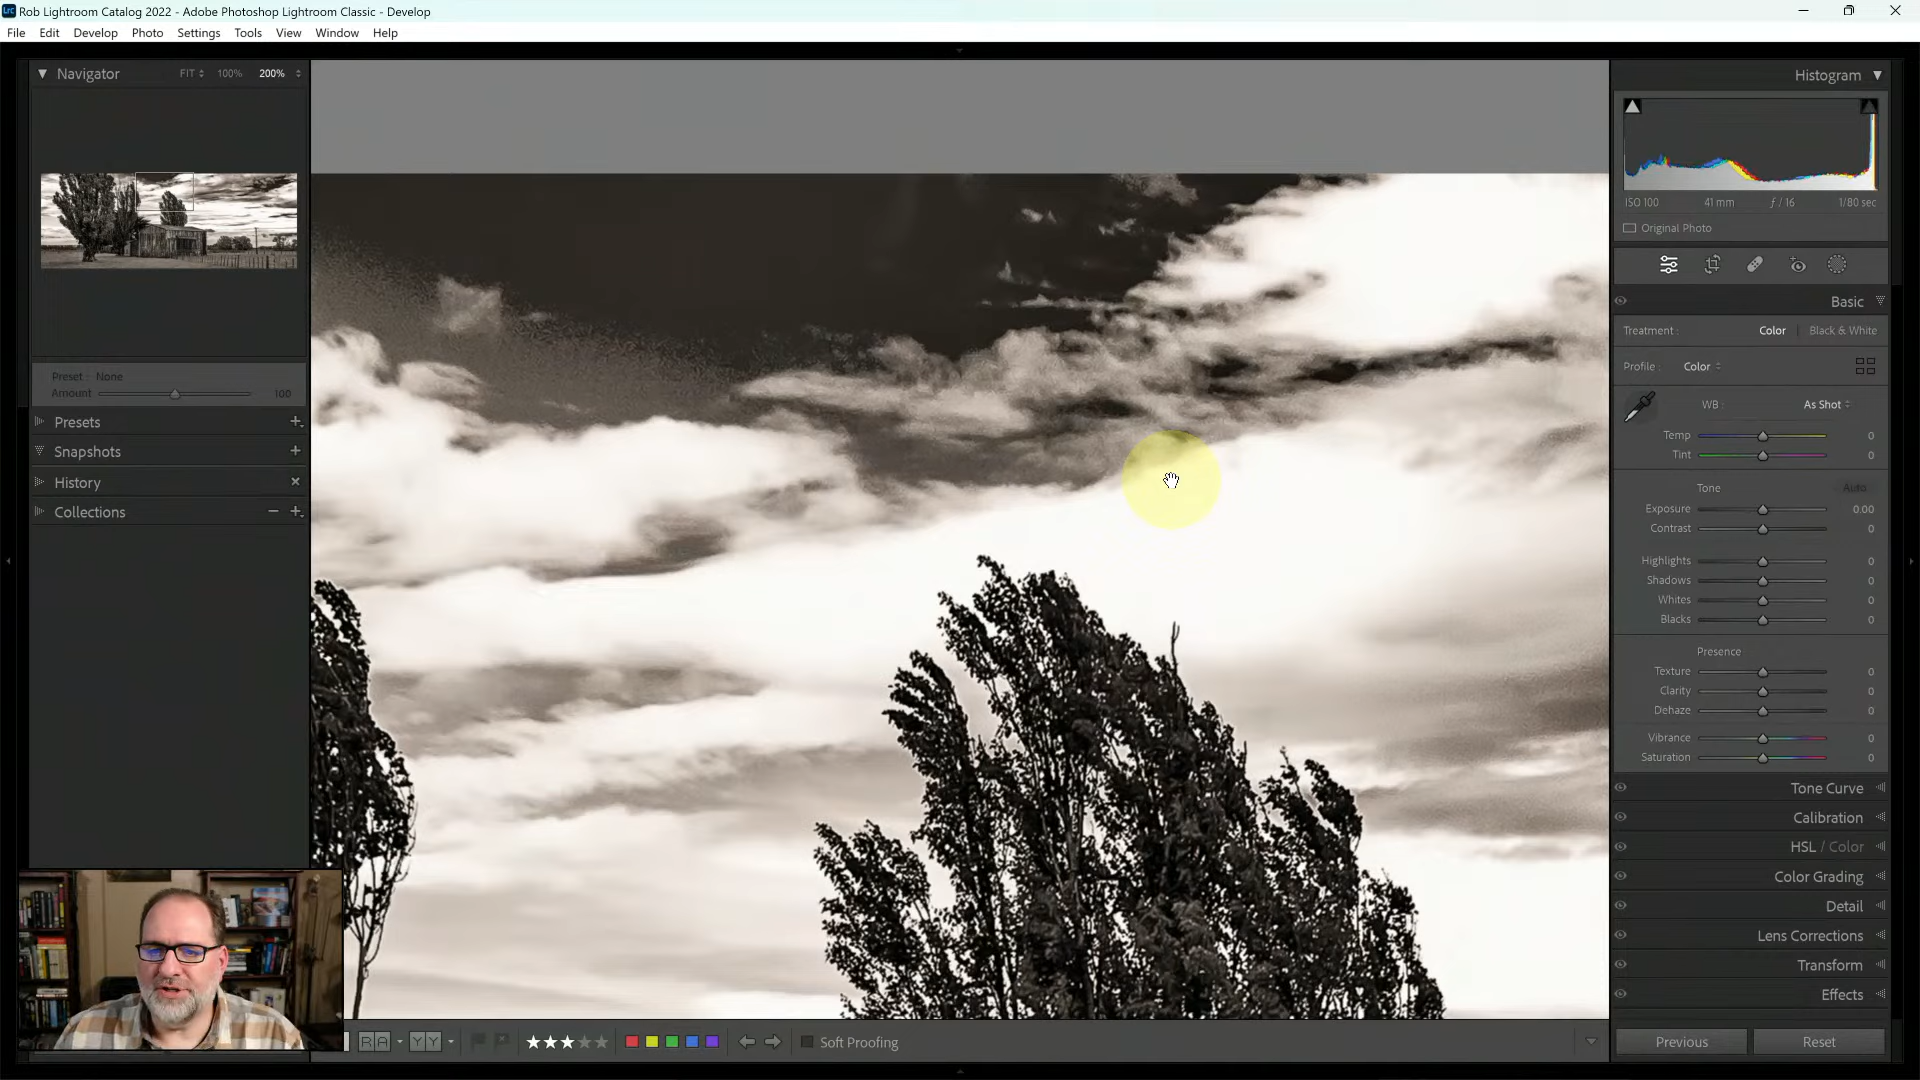 Rob Lightroom Catalog 2022 - Adobe Photoshop Lightroom Classic - Develop
File Edit Develop Photo Settings Tools View Window Help
Navigator FIT 100% 200%
Preset : None
Amount 100
Presets
Snapshots
History
Collections
Histogram
ISO 100 41 mm ƒ / 16 1/80 sec
Original Photo
Basic
Treatment : Color Black & White
Profile : Color
WB : As Shot
Temp 0
Tint 0
Tone Auto
Exposure 0.00
Contrast 0
Highlights 0
Shadows 0
Whites 0
Blacks 0
Presence
Texture 0
Clarity 0
Dehaze 0
Vibrance 0
Saturation 0
Tone Curve
Calibration
HSL / Color
Color Grading
Detail
Lens Corrections
Transform
Effects
R A Y Y Soft Proofing
Previous Reset